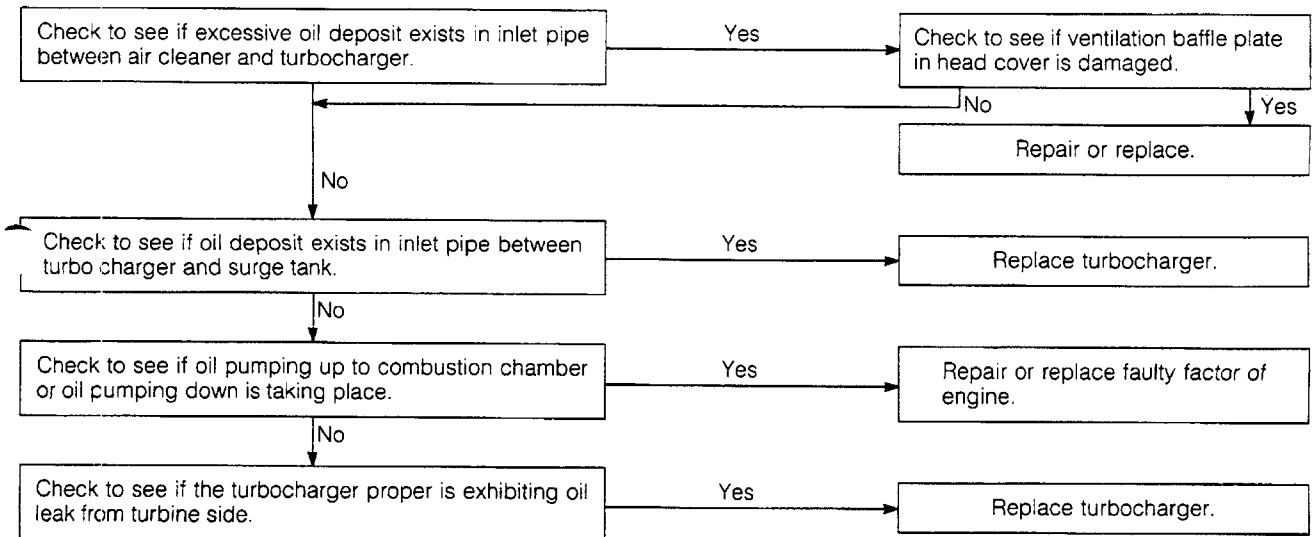 Check to see if excessive oil deposit exists in inlet pipe
between air cleaner and turbocharger.
Yes
Check to see if ventilation baffle plate
in head cover is damaged.
No
Yes
Repair or replace.
No
Check to see if oil deposit exists in inlet pipe between
turbo charger and surge tank.
Yes
Replace turbocharger.
No
Check to see if oil pumping up to combustion chamber
or oil pumping down is taking place.
Yes
Repair or replace faulty factor of
engine.
No
Check to see if the turbocharger proper is exhibiting oil
leak from turbine side.
Yes
Replace turbocharger.